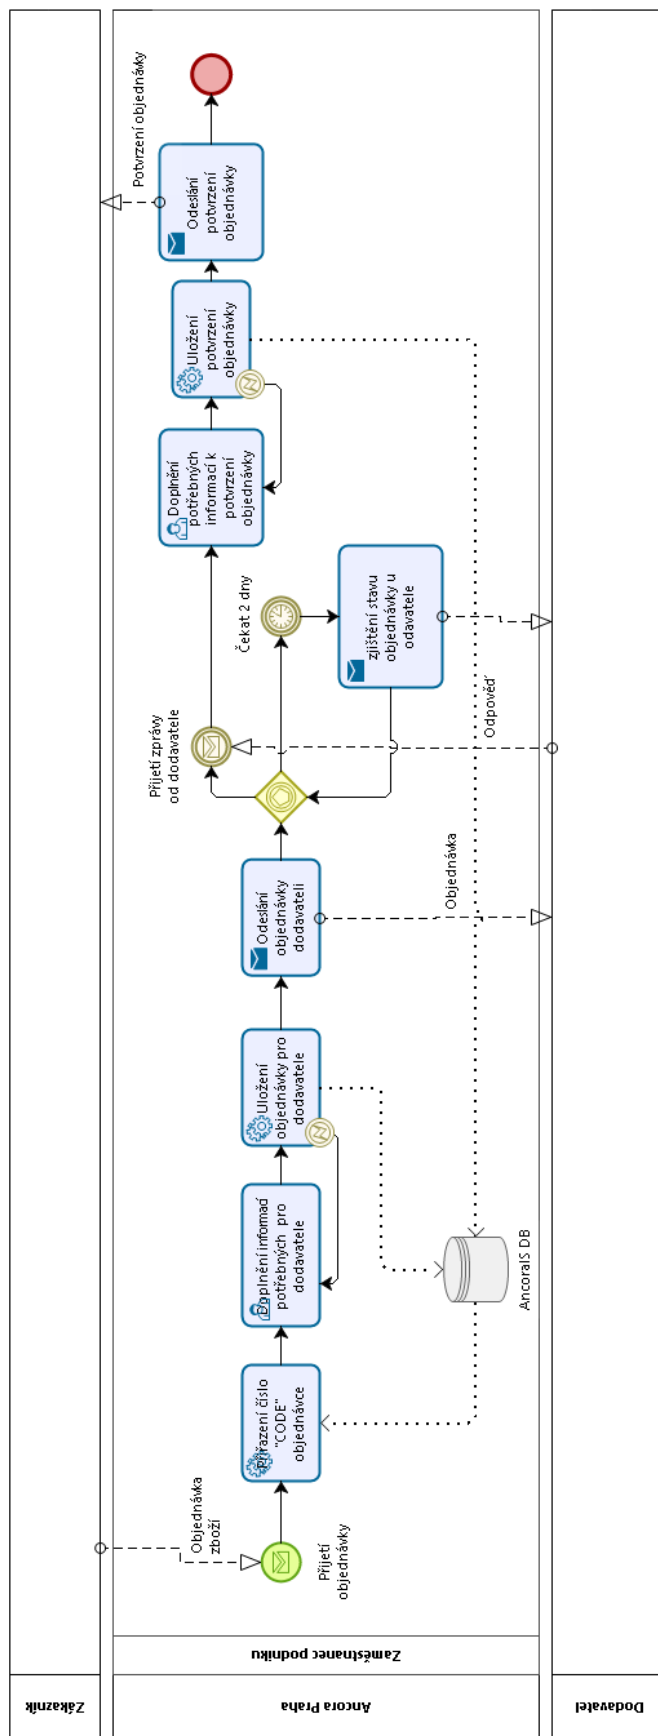 Zákazník
Ancora Praha
Zaměstnanec podniku
Dodavatel
Objednávka
zboží
Přijetí
objednávky
Přiřazení číslo
"CODE"
objednávce
Doplnění informací
potřebných pro
dodavatele
Uložení
objednávky pro
dodavatele
Odeslání
objednávky
dodavateli
Objednávka
Přijetí zprávy
od dodavatele
Odpověď
Čekat 2 dny
zjištění stavu
objednávky u
odavatele
Doplnění
potřebných
informací k
potvrzení
objednávky
Uložení
potvrzení
objednávky
Odeslání
potvrzení
objednávky
Potvrzení objednávky
AncoraIS DB